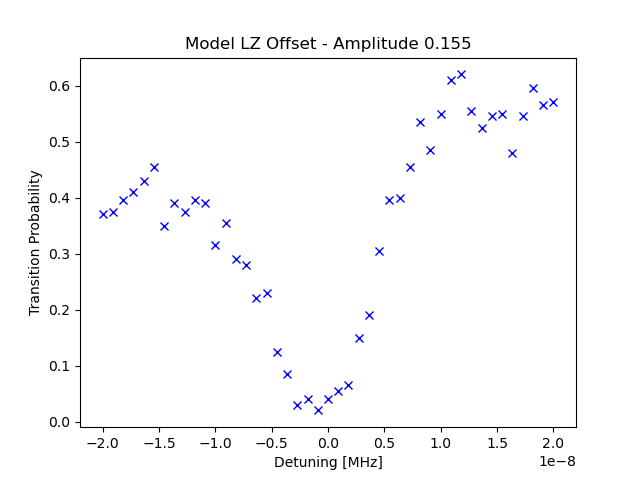 Model LZ Offset - Amplitude 0.155
Transition Probability
0.6
0.5
0.4
0.3
0.2
0.1
0.0
−2.0 −1.5 −1.0 −0.5 0.0 0.5 1.0 1.5 2.0
Detuning [MHz]
1e−8